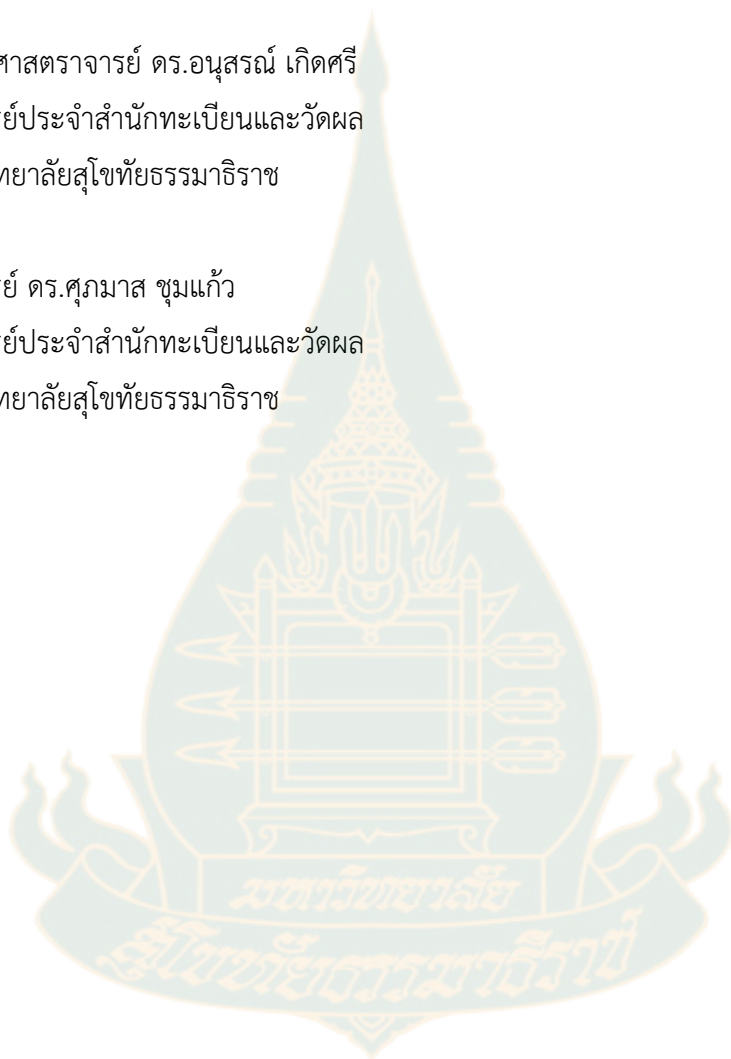 ศาสตราจารย์ ดร.อนุสรณ์ เกิดศรี
รย์ประจำสำนักทะเบียนและวัดผล
ทยาลัยสุโขทัยธรรมาธิราช
รย์ ดร.ศุภมาส ชุมแก้ว
รย์ประจำสำนักทะเบียนและวัดผล
ทยาลัยสุโขทัยธรรมาธิราช
มหาวิทยาลัย
สุโขทัยธรรมาธิราช